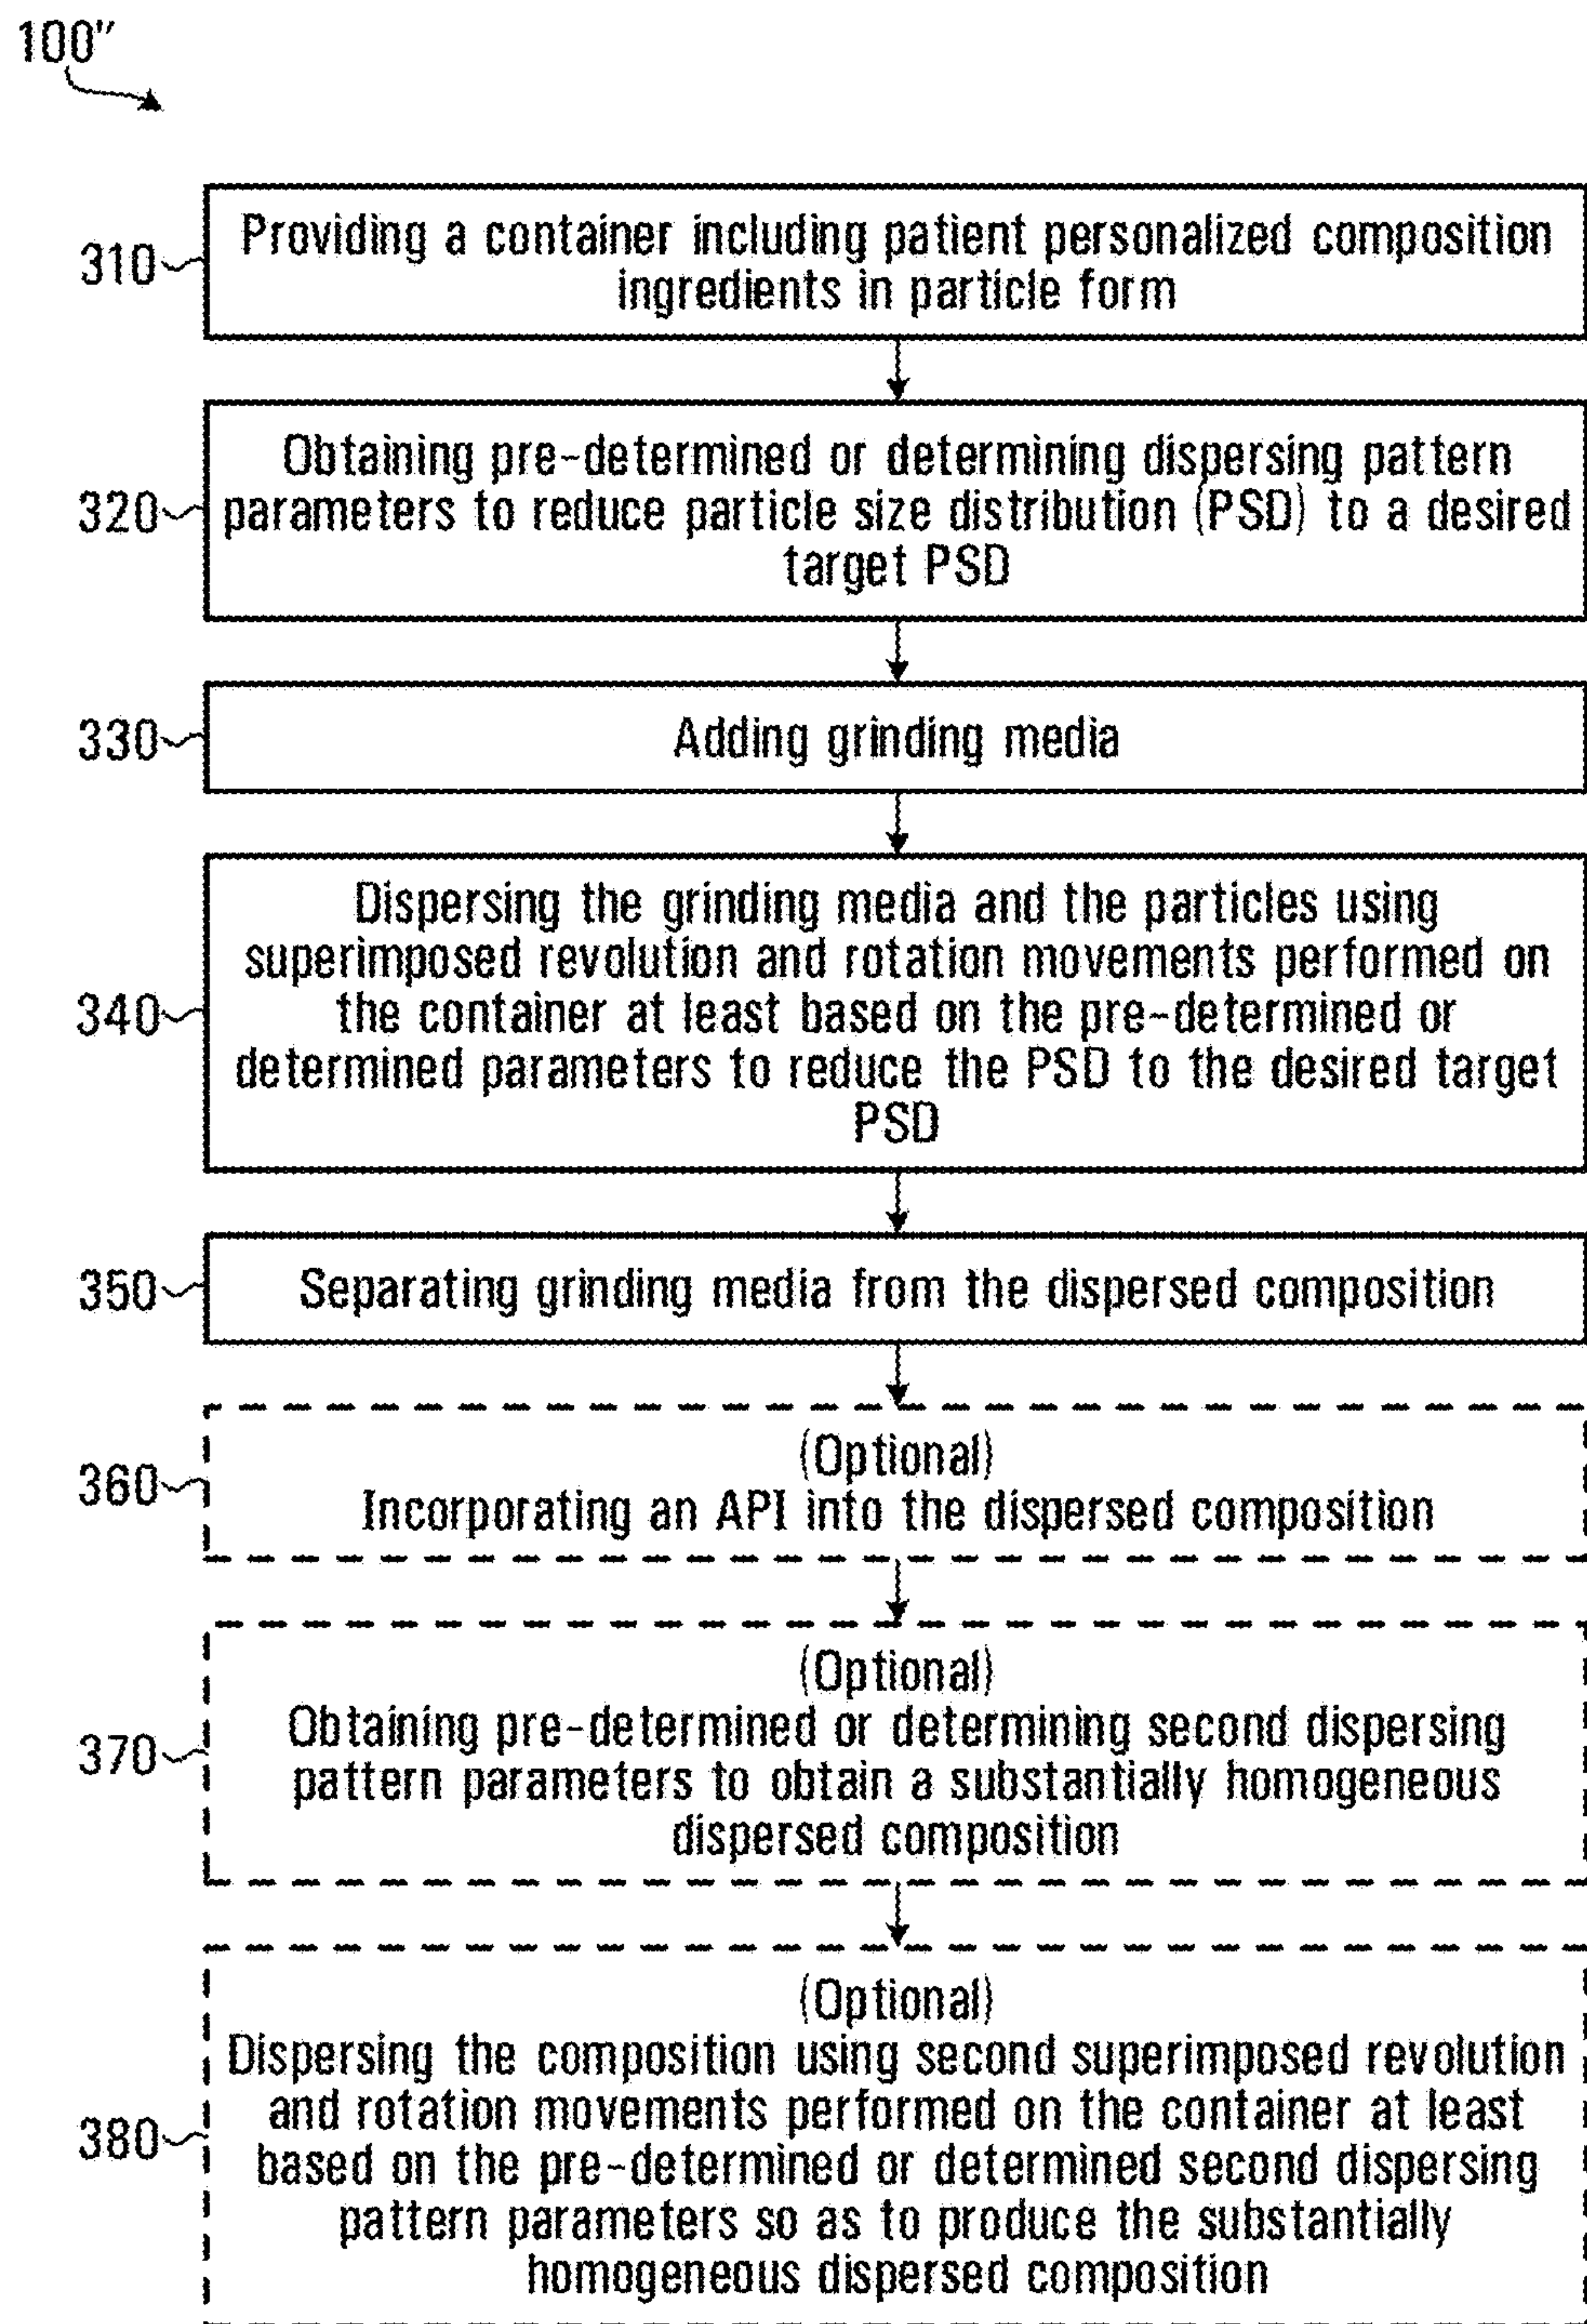 100"
310
Providing a container including patient personalized composition
ingredients in particle form
320
Obtaining pre-determined or determining dispersing pattern
parameters to reduce particle size distribution (PSD) to a desired
target PSD
330
Adding grinding media
340
Dispersing the grinding media and the particles using
superimposed revolution and rotation movements performed on
the container at least based on the pre-determined or
determined parameters to reduce the PSD to the desired target
PSD
350
Separating grinding media from the dispersed composition
360
(Optional)
Incorporating an API into the dispersed composition
370
(Optional)
Obtaining pre-determined or determining second dispersing
pattern parameters to obtain a substantially homogeneous
dispersed composition
380
(Optional)
Dispersing the composition using second superimposed revolution
and rotation movements performed on the container at least
based on the pre-determined or determined second dispersing
pattern parameters so as to produce the substantially
homogeneous dispersed composition